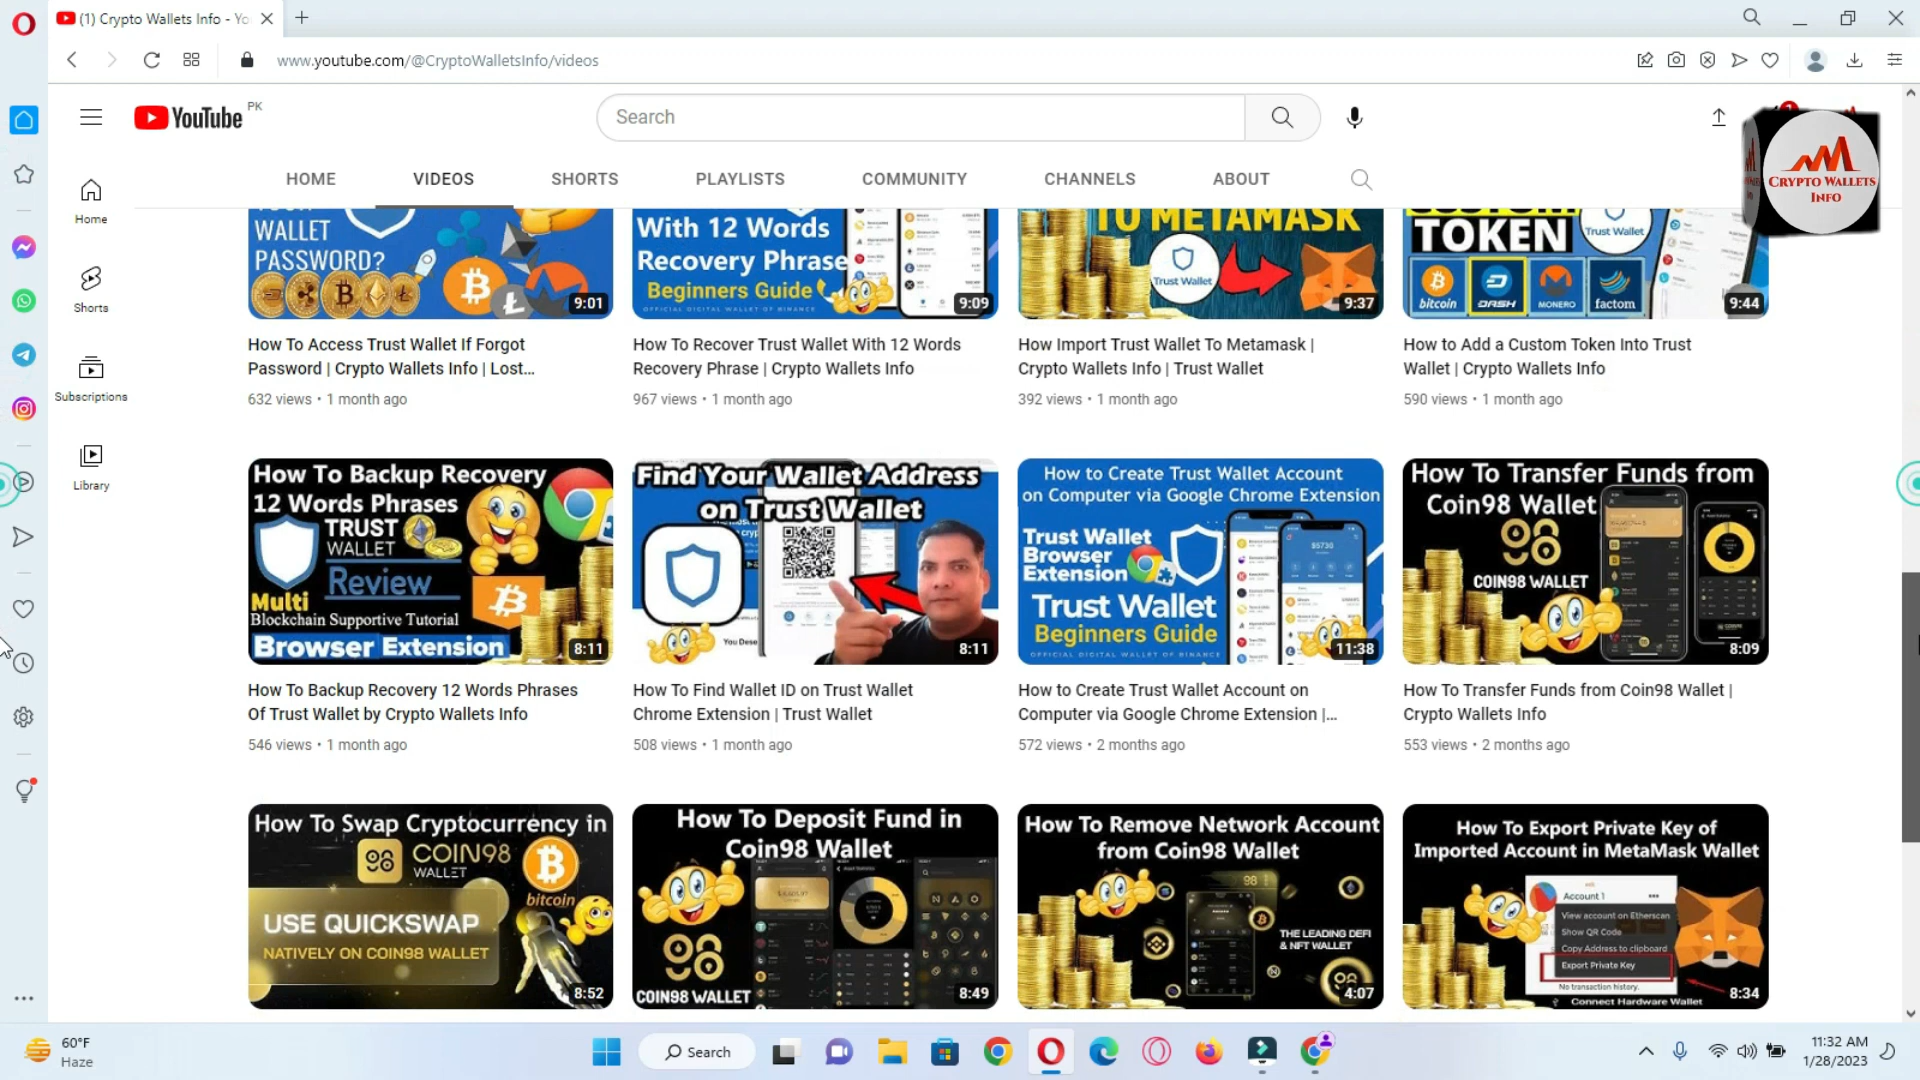 (1) Crypto Wallets Info - Yo
www.youtube.com/@CryptoWalletsInfo/videos
YouTube PK
Search
CRYPTO WALLETS
INFO
HOME VIDEOS SHORTS PLAYLISTS COMMUNITY CHANNELS ABOUT
Home
Shorts
Subscriptions
Library
WALLET
PASSWORD?
9:01
With 12 Words
Recovery Phrase
Beginners Guide
OFFICIAL DIGITAL WALLET OF BINANCE
9:09
TO METAMASK
Trust Wallet
9:37
TOKEN
Trust Wallet
bitcoin DASH MONERO factom
9:44
How To Access Trust Wallet If Forgot
Password | Crypto Wallets Info | Lost...
632 views • 1 month ago
How To Recover Trust Wallet With 12 Words
Recovery Phrase | Crypto Wallets Info
967 views • 1 month ago
How Import Trust Wallet To Metamask |
Crypto Wallets Info | Trust Wallet
392 views • 1 month ago
How to Add a Custom Token Into Trust
Wallet | Crypto Wallets Info
590 views • 1 month ago
How To Backup Recovery
12 Words Phrases
TRUST
WALLET
Review
Multi
Blockchain Supportive Tutorial
Browser Extension
8:11
Find Your Wallet Address
on Trust Wallet
You Dese
8:11
How to Create Trust Wallet Account
on Computer via Google Chrome Extension
Trust Wallet
Browser
Extension
$5730
Trust Wallet
Beginners Guide
OFFICIAL DIGITAL WALLET OF BINANCE
11:38
How To Transfer Funds from
Coin98 Wallet
COIN98 WALLET
8:09
How To Backup Recovery 12 Words Phrases
Of Trust Wallet by Crypto Wallets Info
546 views • 1 month ago
How To Find Wallet ID on Trust Wallet
Chrome Extension | Trust Wallet
508 views • 1 month ago
How to Create Trust Wallet Account on
Computer via Google Chrome Extension |...
572 views • 2 months ago
How To Transfer Funds from Coin98 Wallet |
Crypto Wallets Info
553 views • 2 months ago
How To Swap Cryptocurrency in
98 COIN98
WALLET
bitcoin
USE QUICKSWAP
NATIVELY ON COIN98 WALLET
8:52
How To Deposit Fund in
Coin98 Wallet
COIN98 WALLET
8:49
How To Remove Network Account
from Coin98 Wallet
THE LEADING DEFI
& NFT WALLET
4:07
How To Export Private Key of
Imported Account in MetaMask Wallet
Account 1
View account on Etherscan
Show QR Code
Copy Address to clipboard
Export Private Key
No transaction history.
Connect Hardware Wallet
8:34
60°F
Haze
Search
11:32 AM
1/28/2023